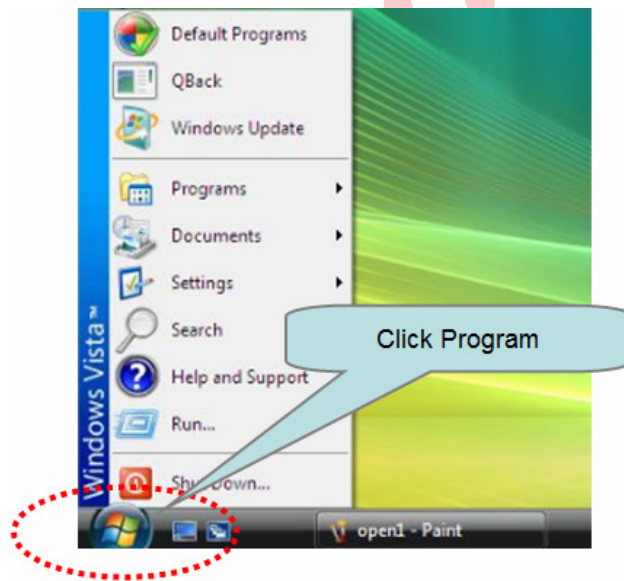 Default Programs
QBack
Windows Update
Programs
Documents
Settings
Search
Help and Support
Run...
Shut Down...
Windows Vista™
Click Program
open1 - Paint